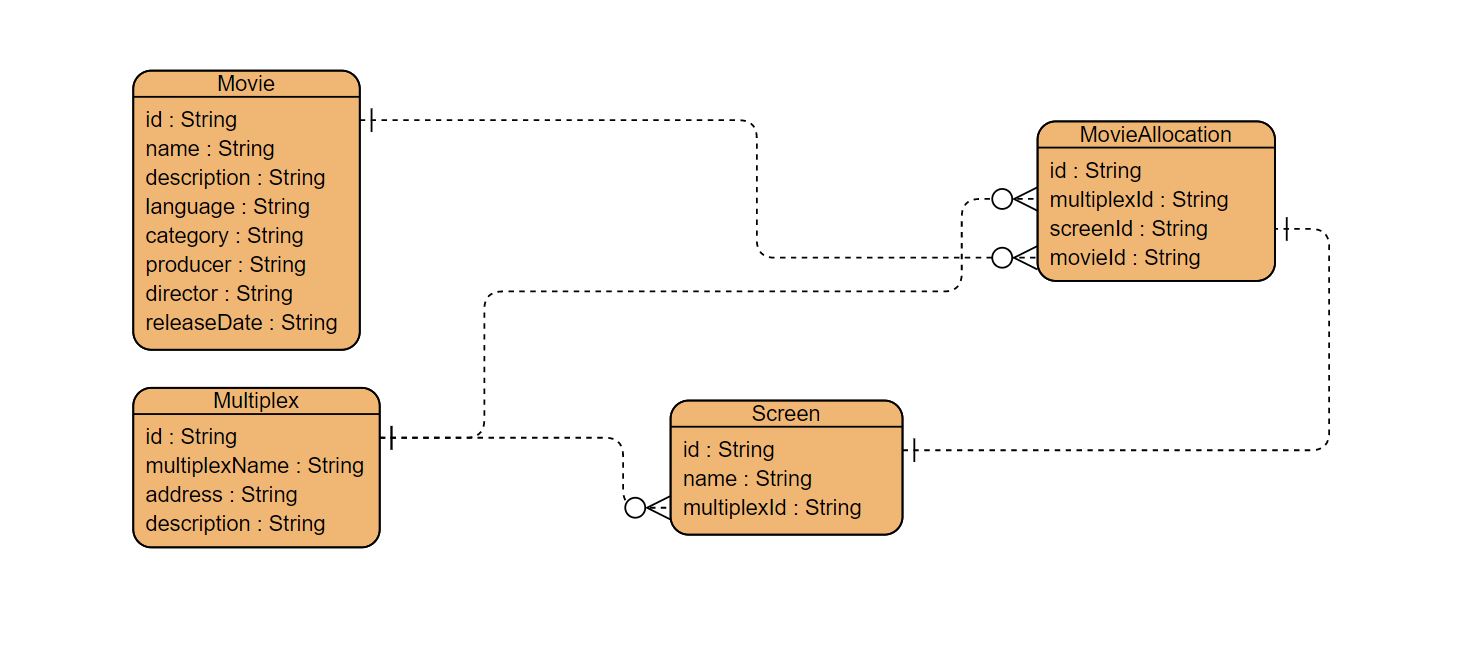 Movie
id : String
name : String
description : String
language : String
category : String
producer : String
director : String
releaseDate : String
MovieAllocation
id : String
multiplexId : String
screenId : String
movieId : String
Multiplex
id : String
multiplexName : String
address : String
description : String
Screen
id : String
name : String
multiplexId : String